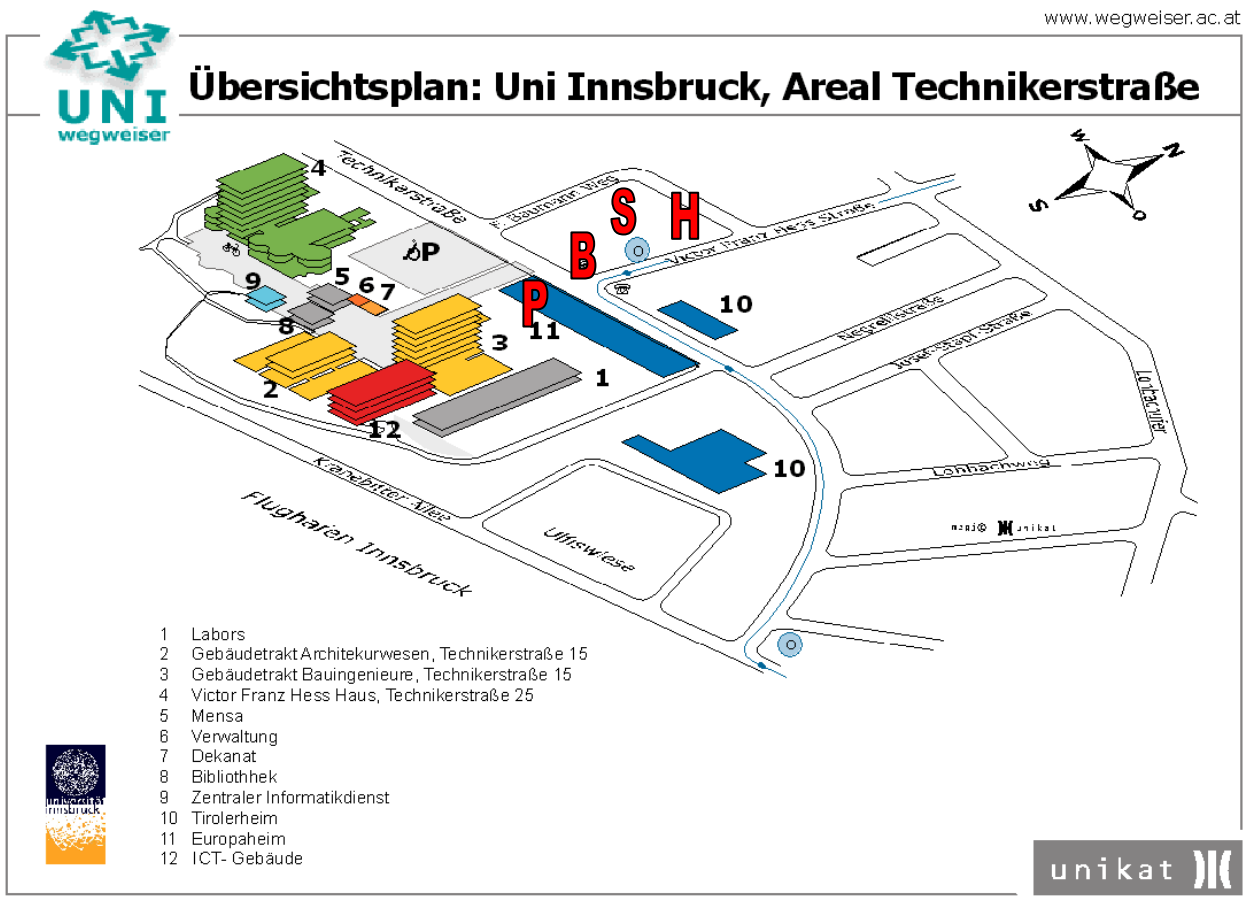 www.wegweiser.ac.at
UNI
wegweiser
Übersichtsplan: Uni Innsbruck, Areal Technikerstraße
W
N
S
O
Technikerstraße
F. Baumann Weg
Victor Franz Hess Straße
S
H
B
P
4
P
5
6
7
9
8
10
11
3
2
1
12
10
Negrellistraße
Josef-Stapf-Straße
Lohbachufer
Lohbachweg
Kranebitter Allee
Flughafen Innsbruck
Ulfiswiese
unikat
1 Labors
2 Gebäudetrakt Architekurwesen, Technikerstraße 15
3 Gebäudetrakt Bauingenieure, Technikerstraße 15
4 Victor Franz Hess Haus, Technikerstraße 25
5 Mensa
6 Verwaltung
7 Dekanat
8 Bibliothhek
9 Zentraler Informatikdienst
10 Tirolerheim
11 Europaheim
12 ICT- Gebäude
universität
innsbruck
unikat